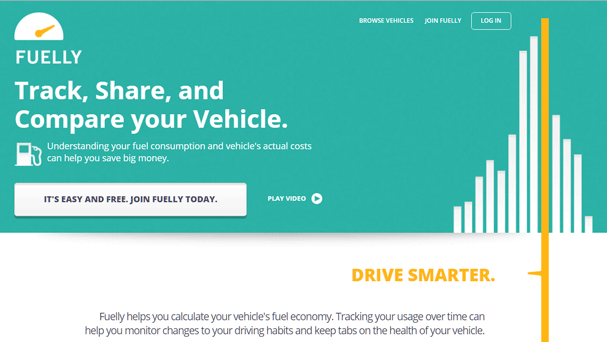 BROWSE VEHICLES
JOIN FUELLY
LOG IN
FUELLY
Track, Share, and
Compare your Vehicle.
Understanding your fuel consumption and vehicle's actual costs
can help you save big money.
IT'S EASY AND FREE. JOIN FUELLY TODAY.
PLAY VIDEO
DRIVE SMARTER.
Fuelly helps you calculate your vehicle's fuel economy. Tracking your usage over time can
help you monitor changes to your driving habits and keep tabs on the health of your vehicle.